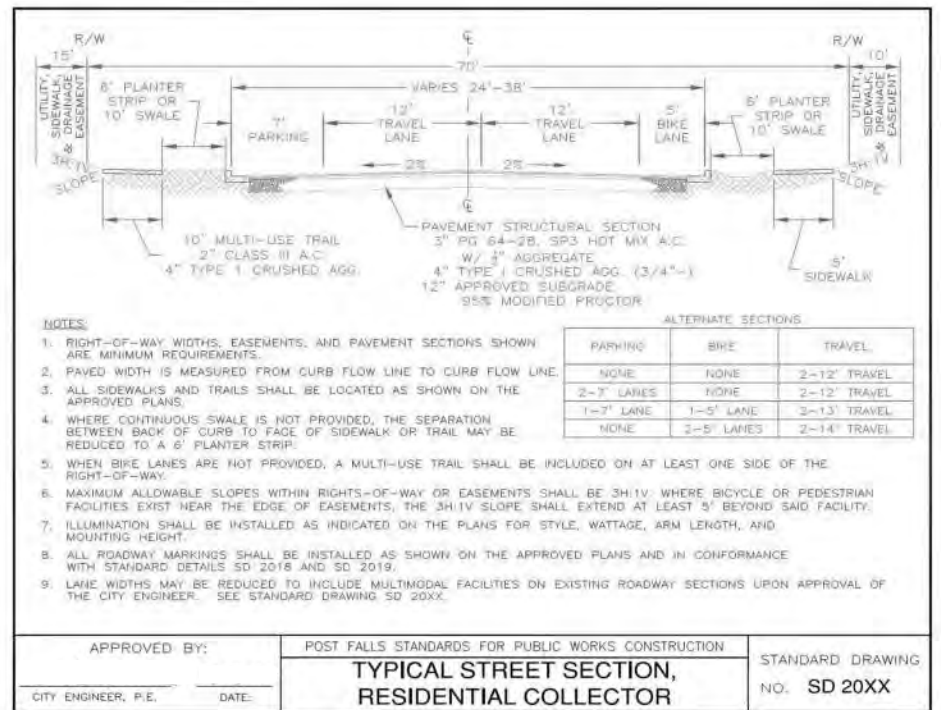 R/W
R/W
℄
15'
70'
10'
UTILITY,
SIDEWALK,
& DRAINAGE
EASEMENT
6' PLANTER
STRIP OR
10' SWALE
VARIES 24'-38'
7'
PARKING
12'
TRAVEL
LANE
12'
TRAVEL
LANE
5'
BIKE
LANE
6' PLANTER
STRIP OR
10' SWALE
UTILITY,
SIDEWALK,
& DRAINAGE
EASEMENT
3H:1V
SLOPE
2%
2%
3H:1V
SLOPE
℄
10" MULTI-USE TRAIL
2" CLASS III A.C.
4" TYPE 1 CRUSHED AGG.
PAVEMENT STRUCTURAL SECTION
3" PG 64-28, SP3 HOT MIX A.C.
AGGREGATE
4" TYPE I CRUSHED AGG. (3/4"-)
12" APPROVED SUBGRADE
95% MODIFIED PROCTOR
5'
SIDEWALK
NOTES:
1. RIGHT-OF-WAY WIDTHS, EASEMENTS, AND PAVEMENT SECTIONS SHOWN
ARE MINIMUM REQUIREMENTS.
2. PAVED WIDTH IS MEASURED FROM CURB FLOW LINE TO CURB FLOW LINE.
3. ALL SIDEWALKS AND TRAILS SHALL BE LOCATED AS SHOWN ON THE
APPROVED PLANS.
4. WHERE CONTINUOUS SWALE IS NOT PROVIDED, THE SEPARATION
BETWEEN BACK OF CURB TO FACE OF SIDEWALK OR TRAIL MAY BE
REDUCED TO A 6' PLANTER STRIP.
ALTERNATE SECTIONS
PARKING BIKE TRAVEL
NONE NONE 2-12' TRAVEL
2-7' LANES NONE 2-12' TRAVEL
1-7' LANE 1-5' LANE 2-13' TRAVEL
NONE 2-5' LANES 2-14' TRAVEL
5. WHEN BIKE LANES ARE NOT PROVIDED, A MULTI-USE TRAIL SHALL BE INCLUDED ON AT LEAST ONE SIDE OF THE
RIGHT-OF-WAY.
6. MAXIMUM ALLOWABLE SLOPES WITHIN RIGHTS-OF-WAY OR EASEMENTS SHALL BE 3H:1V. WHERE BICYCLE OR PEDESTRIAN
FACILITIES EXIST NEAR THE EDGE OF EASEMENTS, THE 3H:1V SLOPE SHALL EXTEND AT LEAST 5' BEYOND SAID FACILITY.
7. ILLUMINATION SHALL BE INSTALLED AS INDICATED ON THE PLANS FOR STYLE, WATTAGE, ARM LENGTH, AND
MOUNTING HEIGHT.
8. ALL ROADWAY MARKINGS SHALL BE INSTALLED AS SHOWN ON THE APPROVED PLANS AND IN CONFORMANCE
WITH STANDARD DETAILS SD 2018 AND SD 2019.
9. LANE WIDTHS MAY BE REDUCED TO INCLUDE MULTIMODAL FACILITIES ON EXISTING ROADWAY SECTIONS UPON APPROVAL OF
THE CITY ENGINEER. SEE STANDARD DRAWING SD 20XX.
APPROVED BY:
CITY ENGINEER, P.E. DATE:
POST FALLS STANDARDS FOR PUBLIC WORKS CONSTRUCTION
TYPICAL STREET SECTION,
RESIDENTIAL COLLECTOR
STANDARD DRAWING
NO. SD 20XX